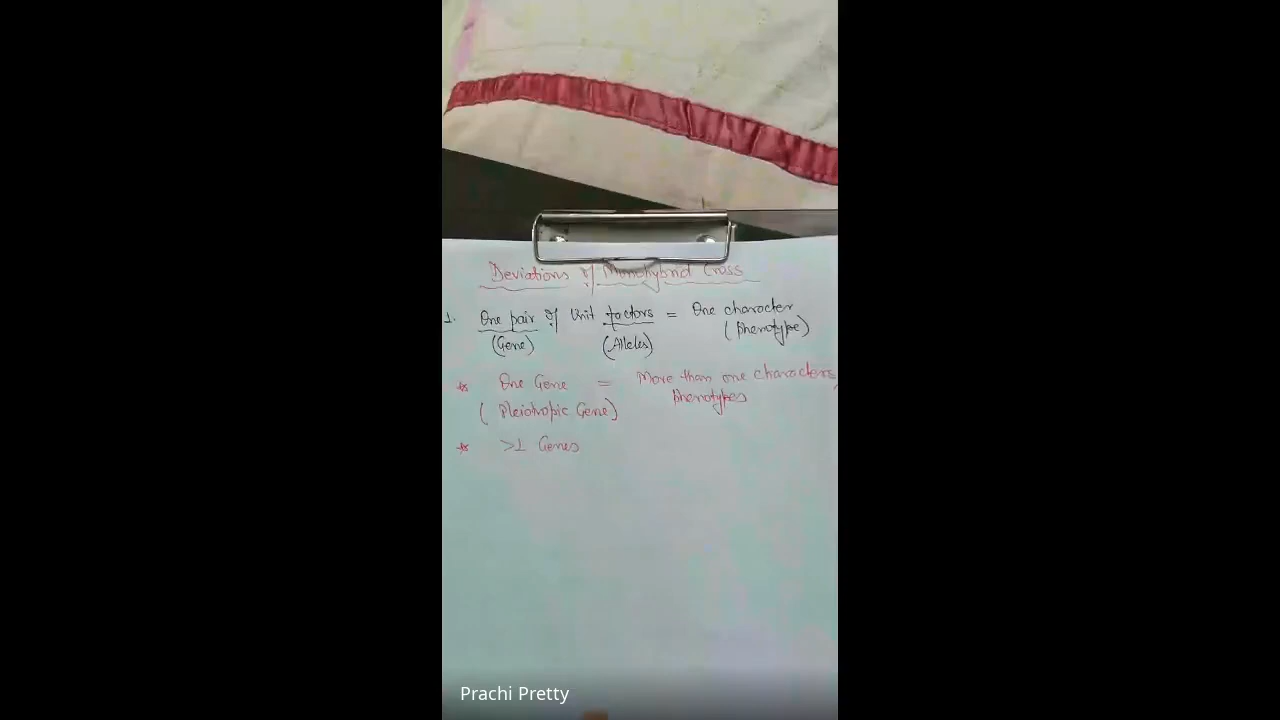 Deviations of Monohybrid Cross
1. One pair of Unit factors = One character
(Gene) (Alleles) (Phenotype)
* One Gene = More than one characters,
(Pleiotropic Gene) Phenotypes
* >1 Genes
Prachi Pretty